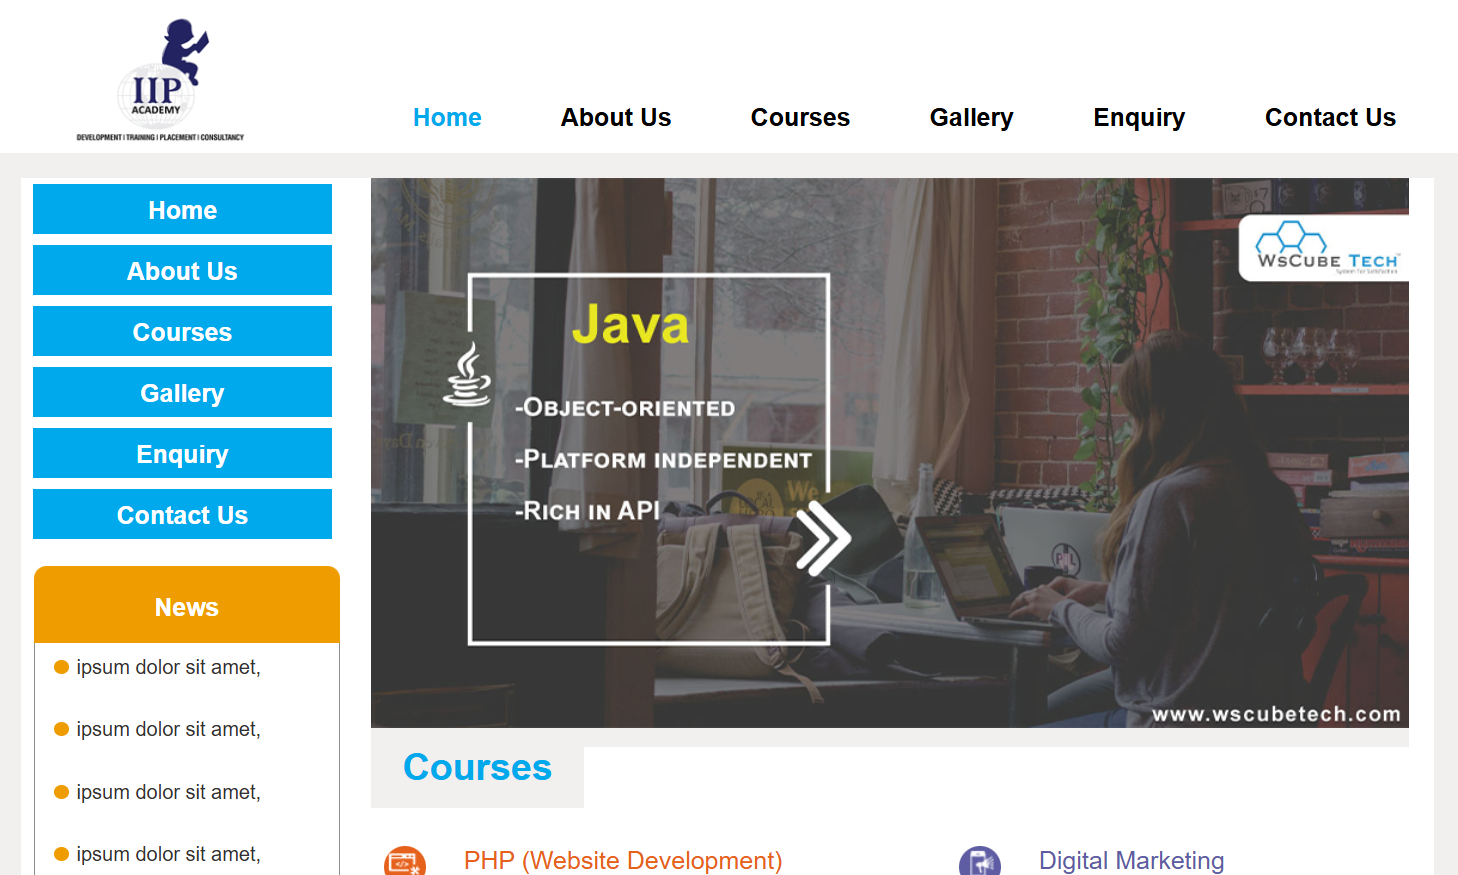 IIP
ACADEMY
DEVELOPMENT I TRAINING I PLACEMENT I CONSULTANCY
Home
About Us
Courses
Gallery
Enquiry
Contact Us
Home
About Us
Courses
Gallery
Enquiry
Contact Us
News
ipsum dolor sit amet,
ipsum dolor sit amet,
ipsum dolor sit amet,
ipsum dolor sit amet,
WsCube Tech
System For Satisfaction
Java
-Object-oriented
-Platform independent
-Rich in API
www.wscubetech.com
Courses
PHP (Website Development)
Digital Marketing